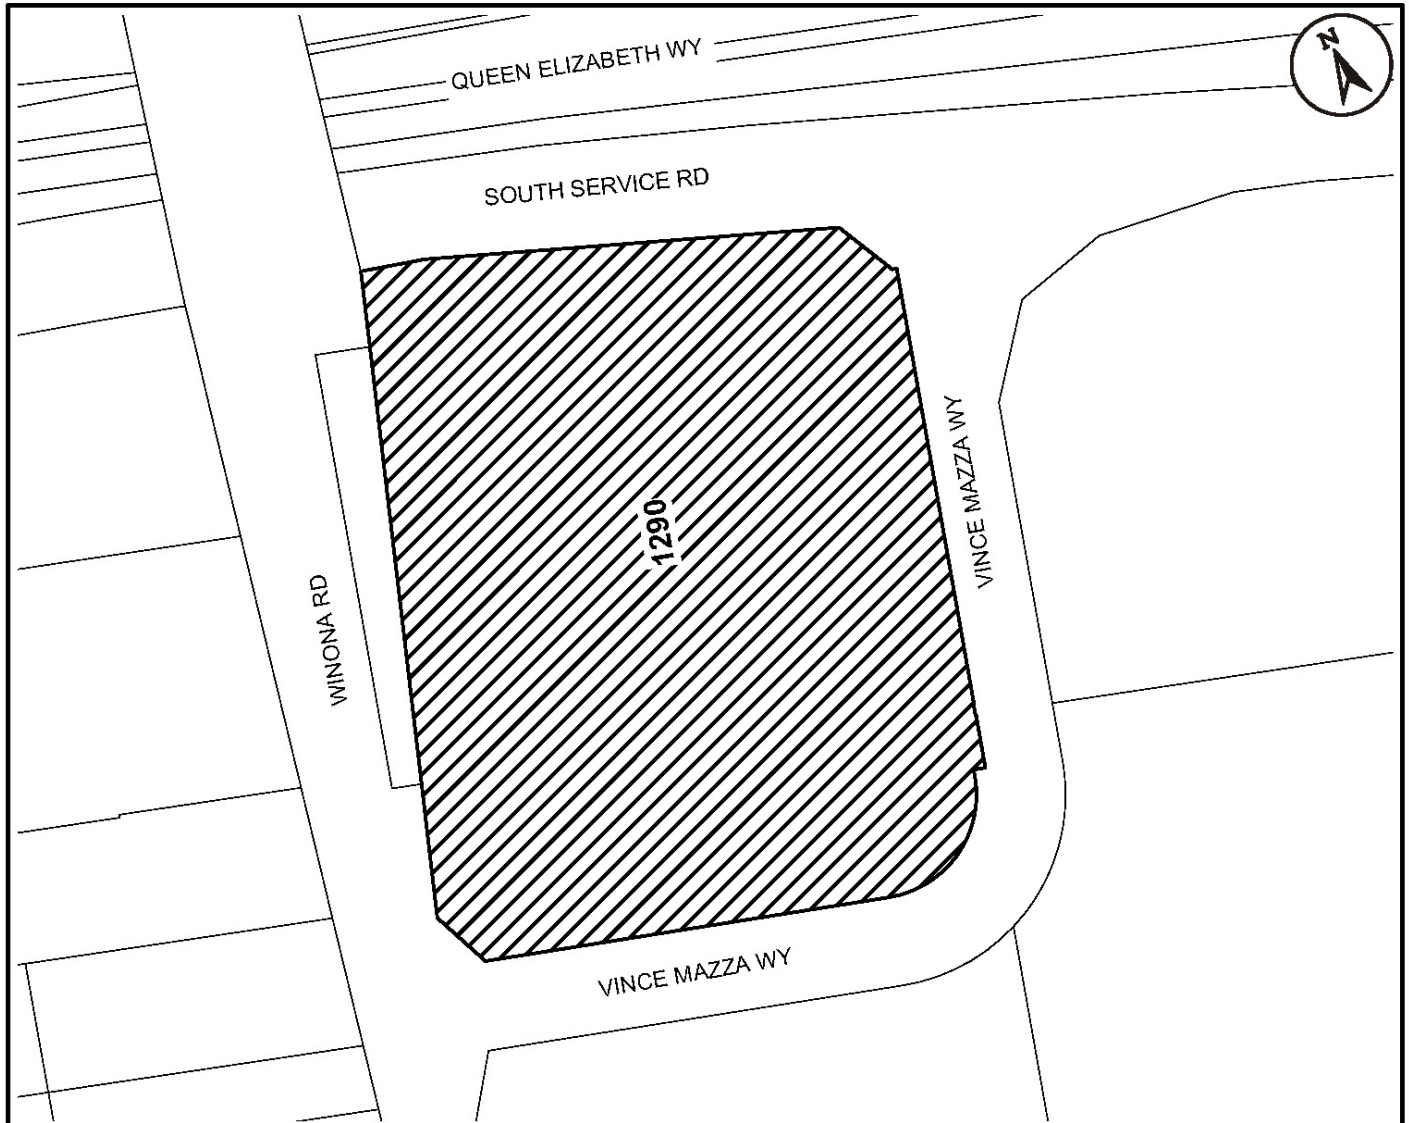 N
QUEEN ELIZABETH WY
SOUTH SERVICE RD
VINCE MAZZA WY
1290
WINONA RD
VINCE MAZZA WY